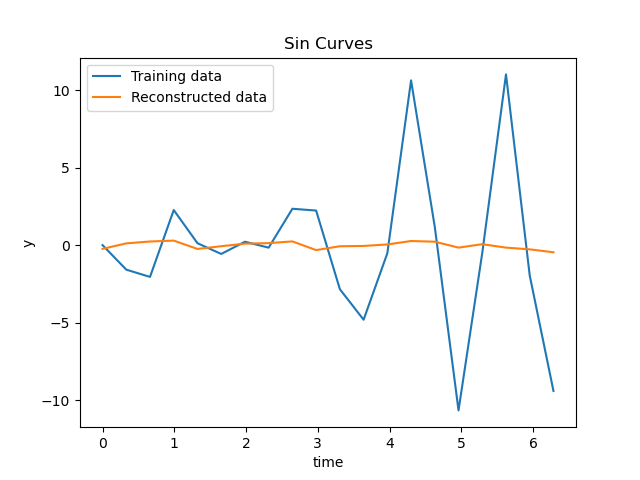 Sin Curves
Training data
Reconstructed data
10
5
0
−5
−10
y
0 1 2 3 4 5 6
time